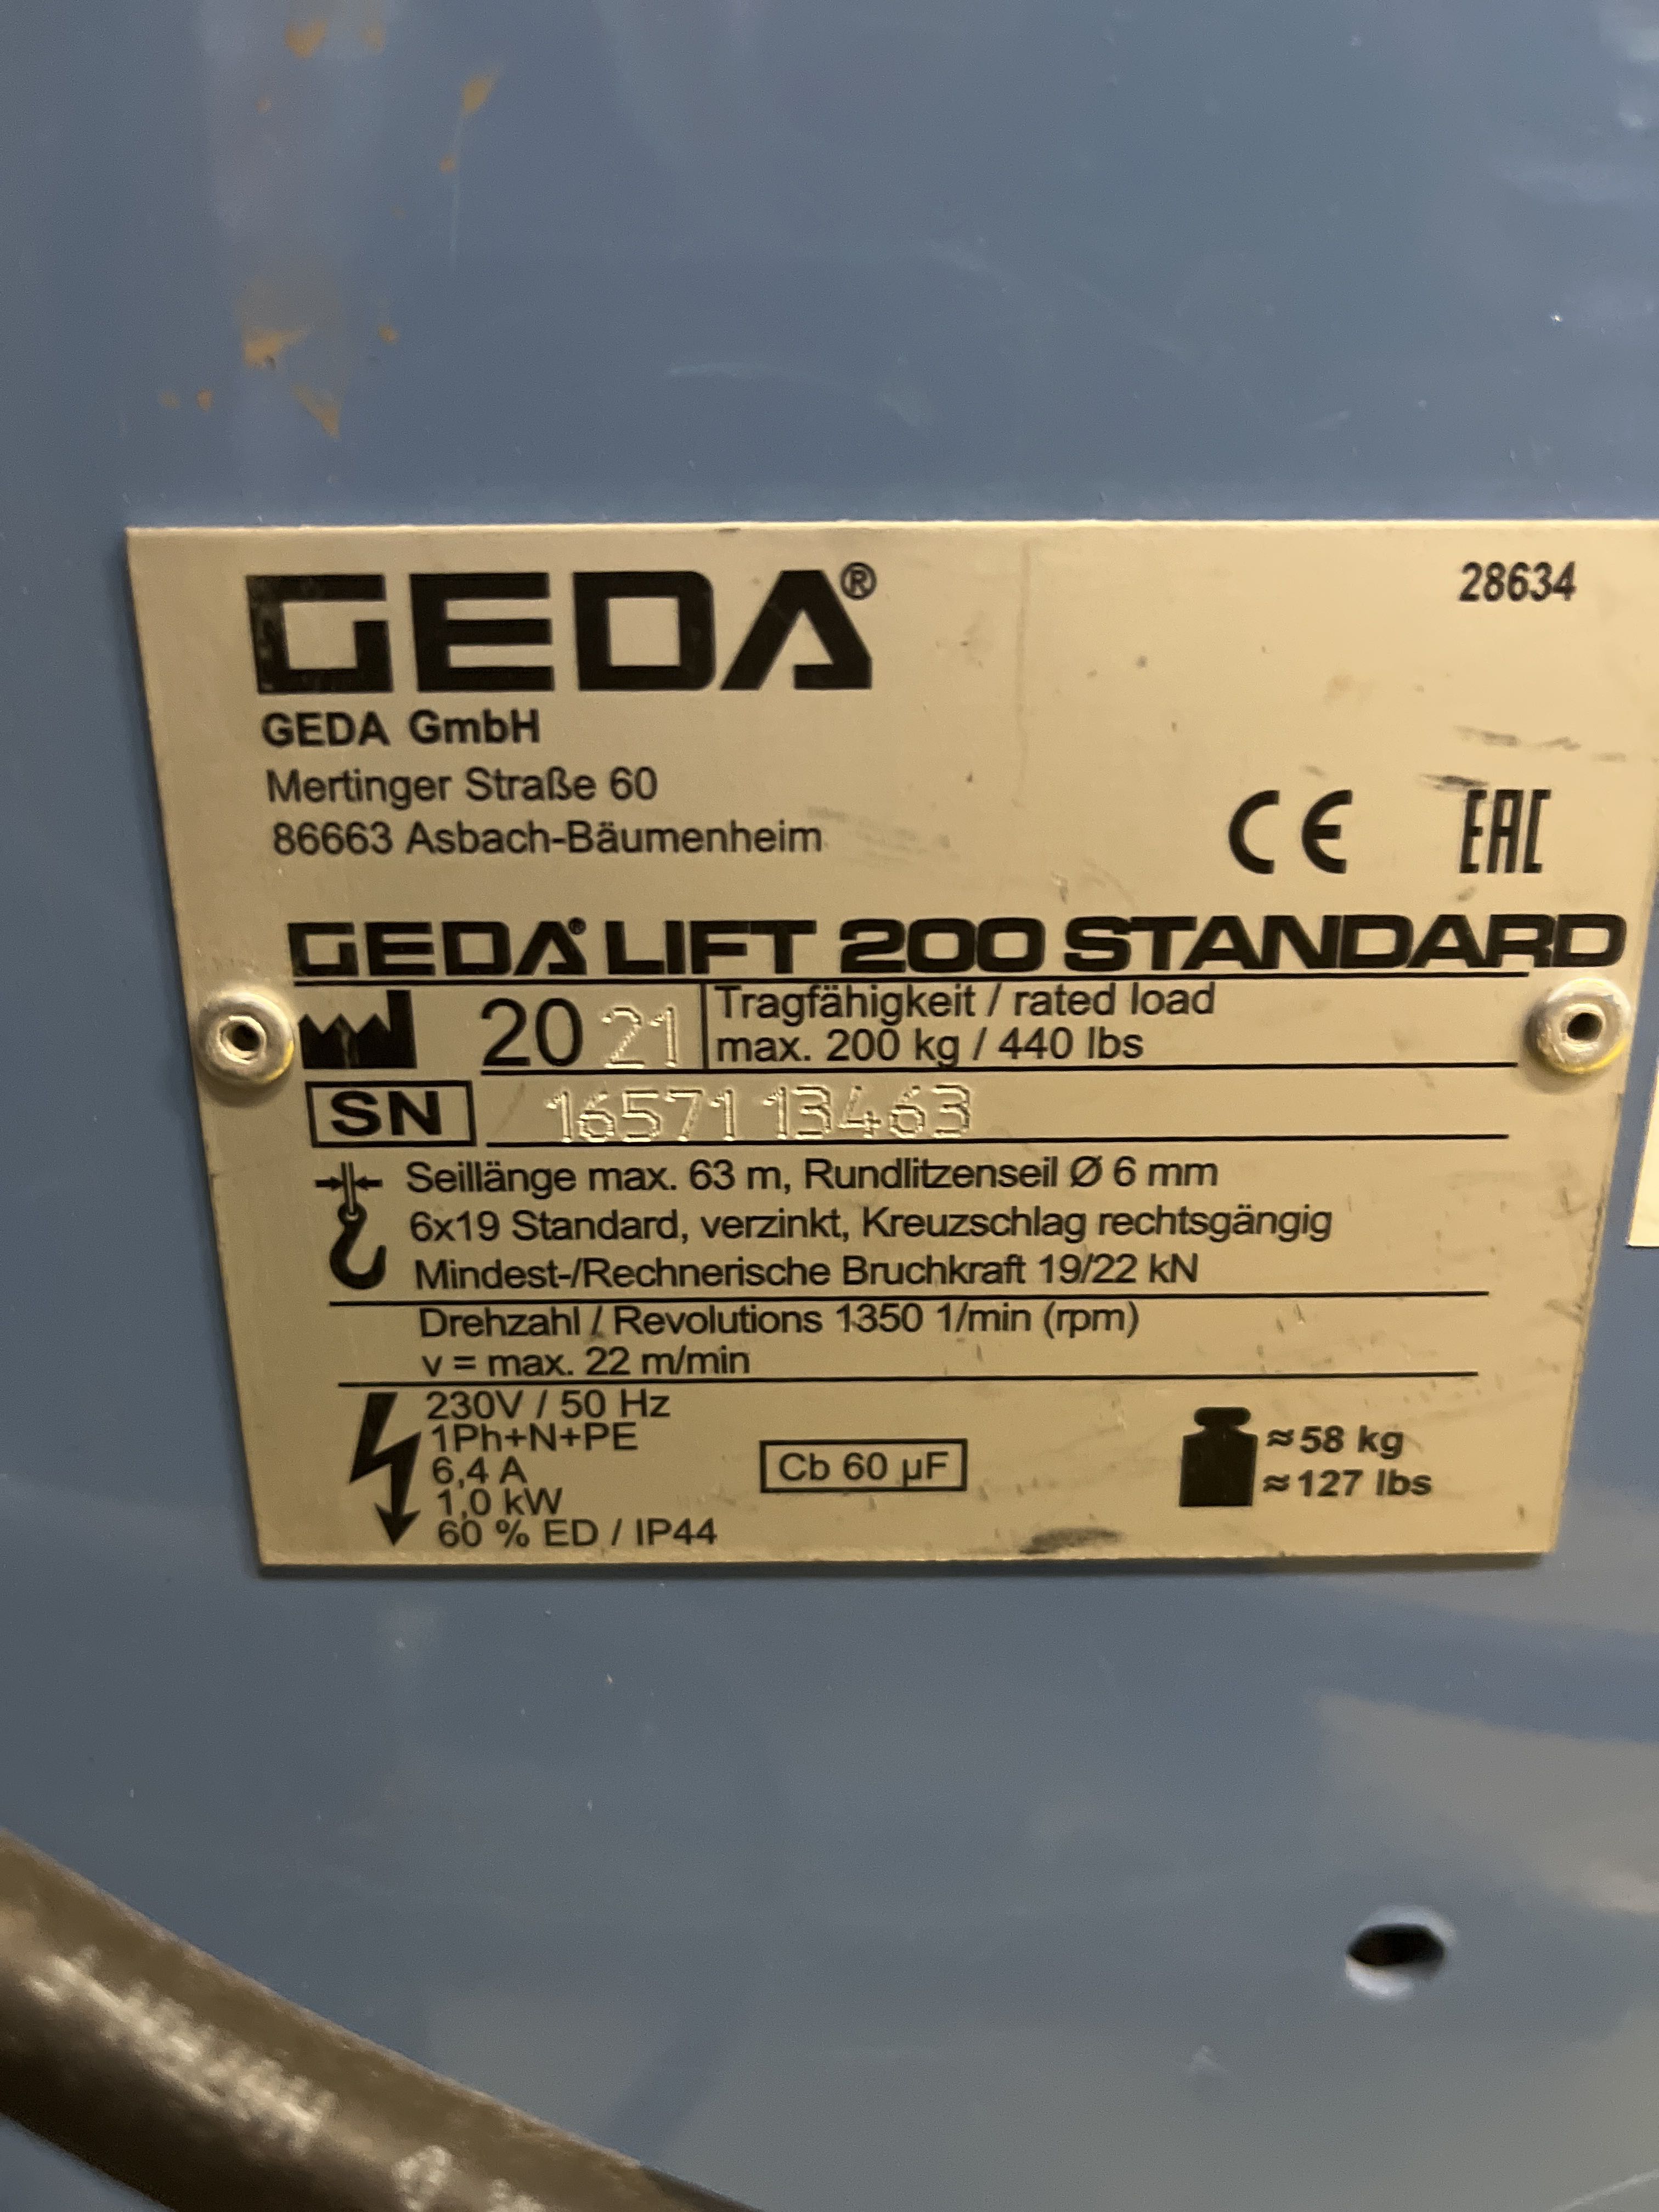 GEDA®
28634
GEDA GmbH
Mertinger Straße 60
86663 Asbach-Bäumenheim
CE EAC
GEDA® LIFT 200 STANDARD
2021
Tragfähigkeit / rated load
max. 200 kg / 440 lbs
SN 16571 13463
Seillänge max. 63 m, Rundlitzenseil Ø 6 mm
6x19 Standard, verzinkt, Kreuzschlag rechtsgängig
Mindest-/Rechnerische Bruchkraft 19/22 kN
Drehzahl / Revolutions 1350 1/min (rpm)
v = max. 22 m/min
230V / 50 Hz
1Ph+N+PE
6,4 A
1,0 kW
60 % ED / IP44
Cb 60 µF
≈58 kg
≈127 lbs